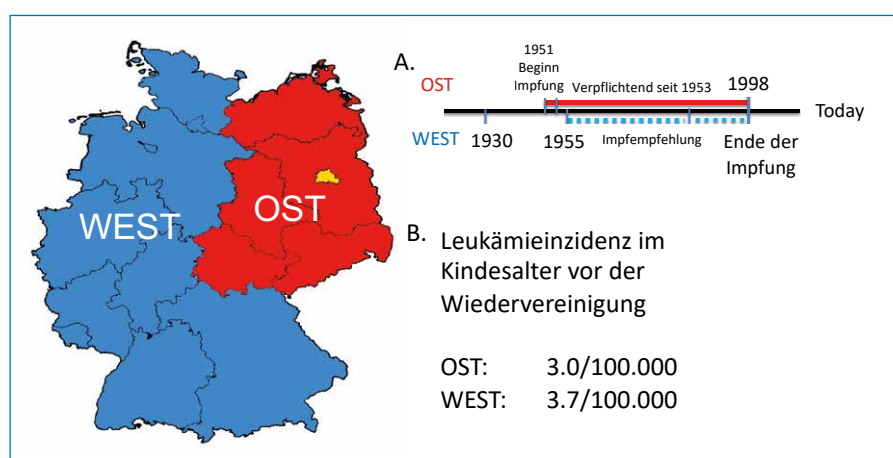 WEST
OST
A.
OST
1951
Beginn
Impfung
Verpflichtend seit 1953
1998
Today
WEST
1930
1955
Impfempfehlung
Ende der
Impfung
B.
Leukämieinzidenz im
Kindesalter vor der
Wiedervereinigung
OST: 3.0/100.000
WEST: 3.7/100.000